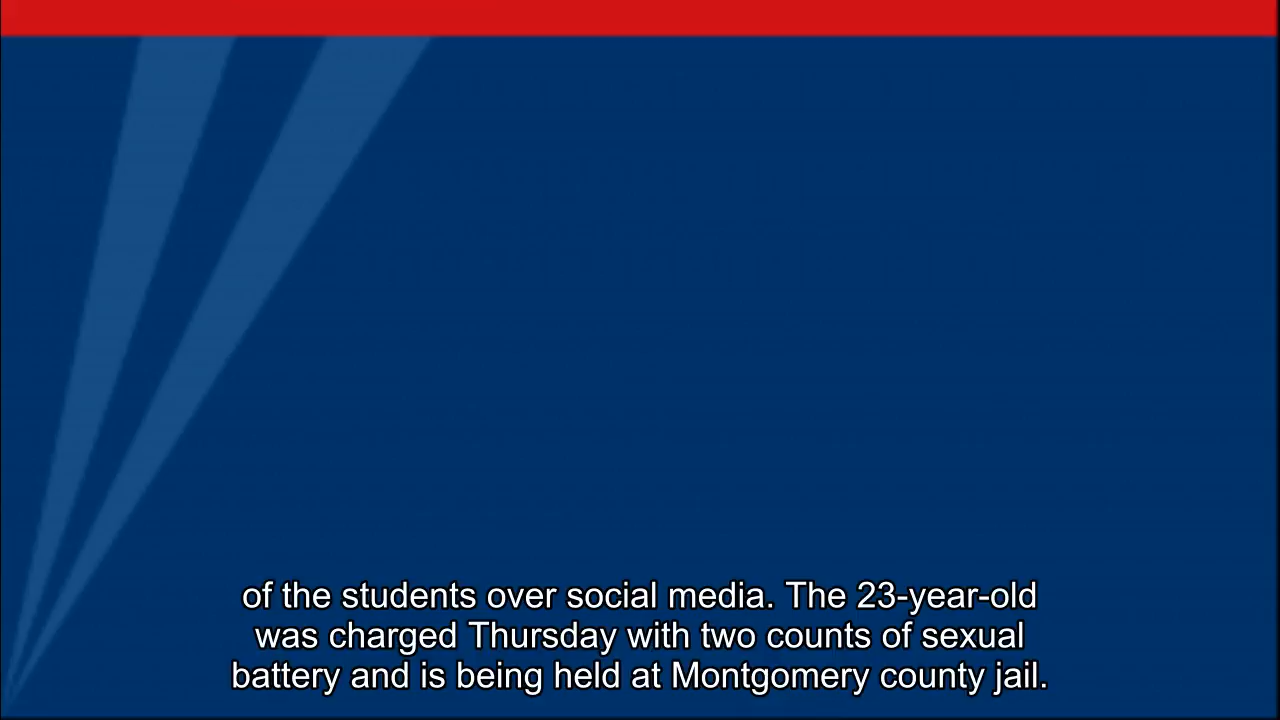 of the students over social media. The 23-year-old
was charged Thursday with two counts of sexual
battery and is being held at Montgomery county jail.